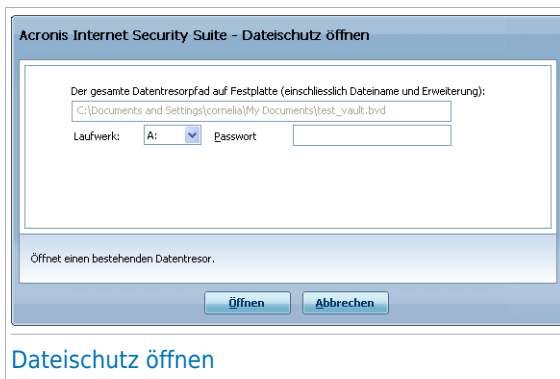 Acronis Internet Security Suite - Dateischutz öffnen
Der gesamte Datentresorpfad auf Festplatte (einschliesslich Dateiname und Erweiterung):
C:\Documents and Settings\cornelia\My Documents\test_vault.bvd
Laufwerk: A: Passwort
Öffnet einen bestehenden Datentresor.
Öffnen Abbrechen
Dateischutz öffnen